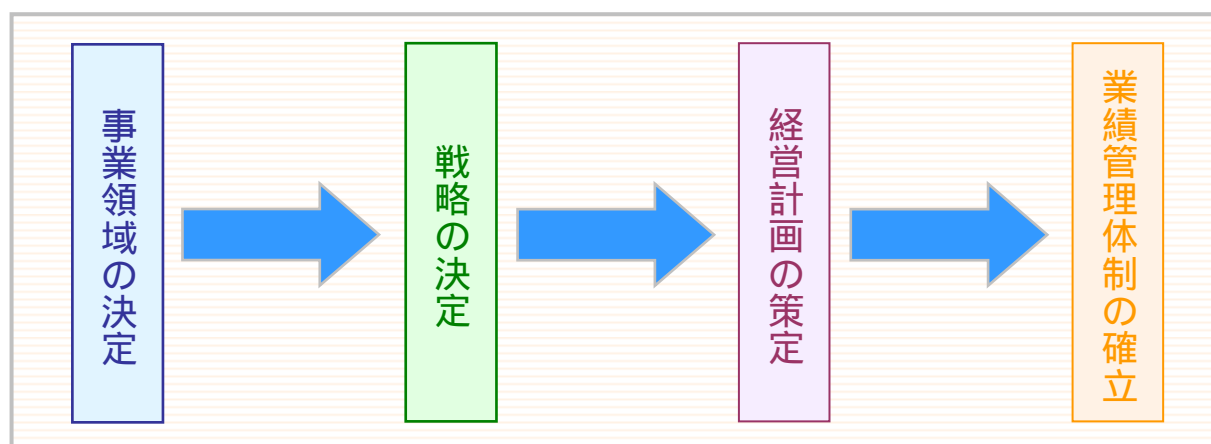 事業領域の決定
戦略の決定
経営計画の策定
業績管理体制の確立